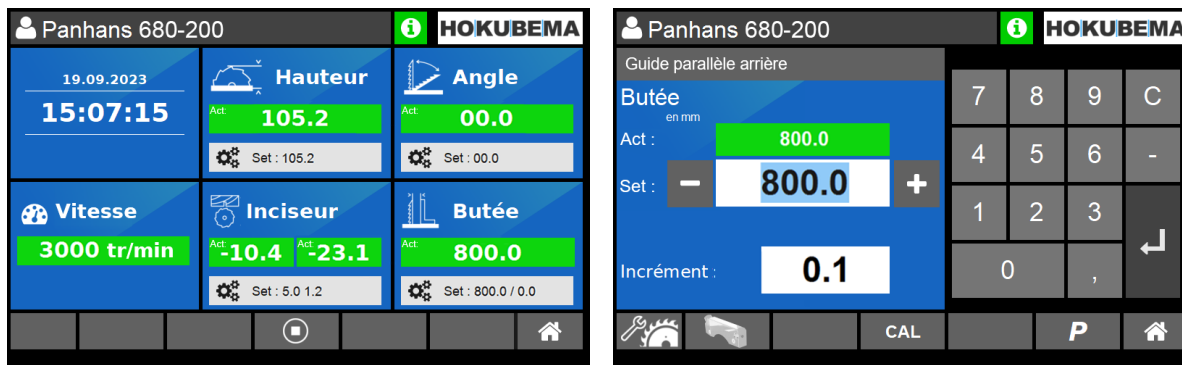 Panhans 680-200
HOKUBEMA
19.09.2023
15:07:15
Hauteur
Act: 105.2
Set : 105.2
Angle
Act: 00.0
Set : 00.0
Vitesse
3000 tr/min
Inciseur
Act: -10.4 Act: -23.1
Set : 5.0 1.2
Butée
Act: 800.0
Set : 800.0 / 0.0
Panhans 680-200
HOKUBEMA
Guide parallèle arrière
Butée
en mm
Act : 800.0
Set : − 800.0 +
Incrément : 0.1
7 8 9 C
4 5 6 -
1 2 3
0 ,
CAL P